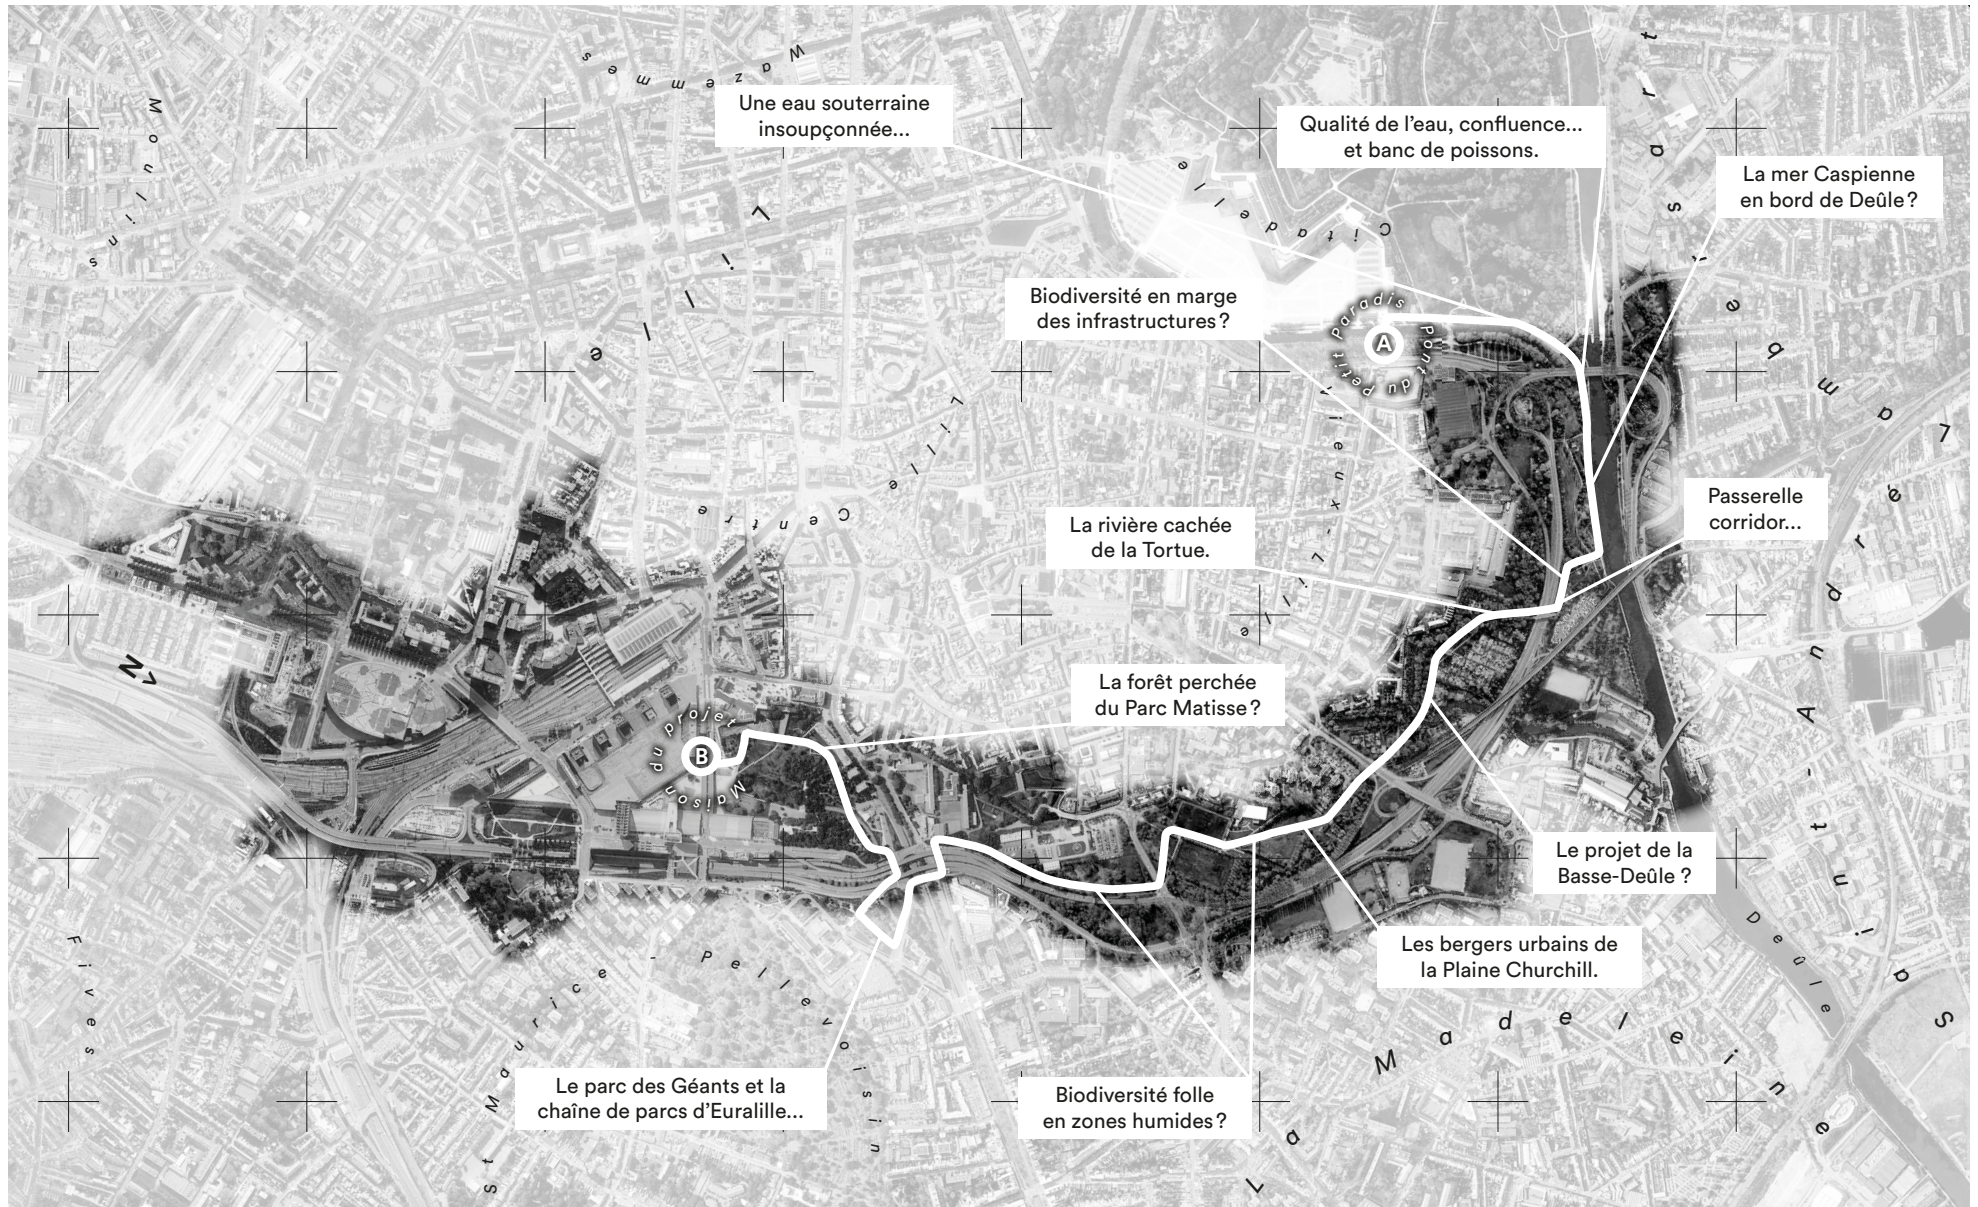 Wazemmes
Moulins
Une eau souterraine
insoupçonnée...
Qualité de l’eau, confluence...
et banc de poissons.
Lambersart
La mer Caspienne
en bord de Deûle ?
Citadelle
Lille
Biodiversité en marge
des infrastructures ?
Pont du petit Paradis
A
Vieux-Lille
Lille Centre
Passerelle
corridor...
La rivière cachée
de la Tortue.
N
La forêt perchée
du Parc Matisse ?
Maison du projet
B
St-André
Le projet de la
Basse-Deûle ?
Deûle
Les bergers urbains de
la Plaine Churchill.
Fives
St Maurice - Pellevoisin
La Madeleine
Le parc des Géants et la
chaîne de parcs d’Euralille...
Biodiversité folle
en zones humides ?